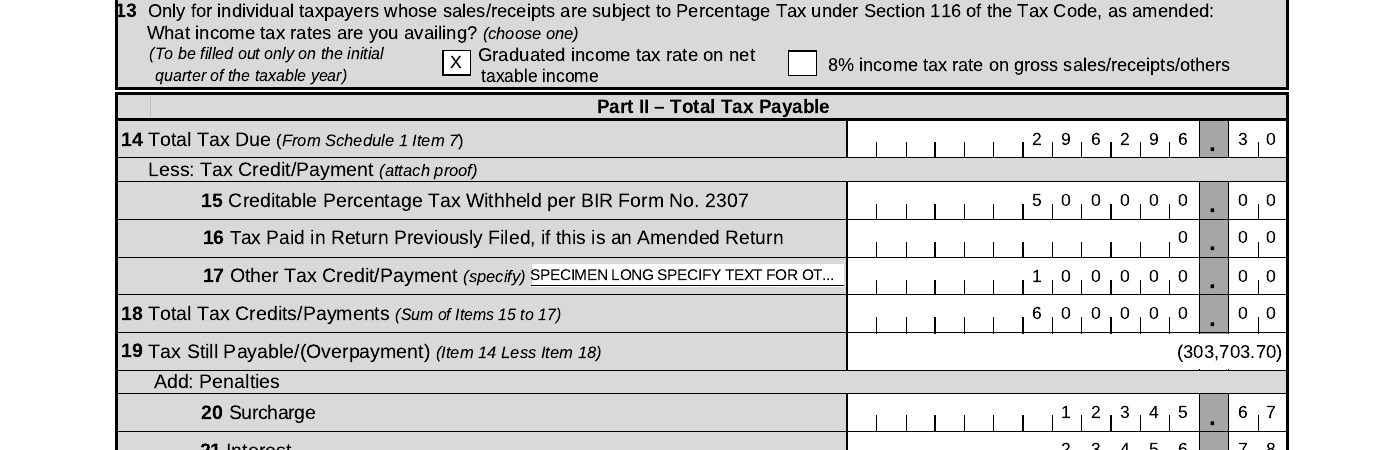 13 Only for individual taxpayers whose sales/receipts are subject to Percentage Tax under Section 116 of the Tax Code, as amended:
What income tax rates are you availing? (choose one)
(To be filled out only on the initial quarter of the taxable year) X Graduated income tax rate on net taxable income 8% income tax rate on gross sales/receipts/others
Part II – Total Tax Payable
14 Total Tax Due (From Schedule 1 Item 7) 296296.30
Less: Tax Credit/Payment (attach proof)
15 Creditable Percentage Tax Withheld per BIR Form No. 2307 500000.00
16 Tax Paid in Return Previously Filed, if this is an Amended Return 0.00
17 Other Tax Credit/Payment (specify) SPECIMEN LONG SPECIFY TEXT FOR OT... 100000.00
18 Total Tax Credits/Payments (Sum of Items 15 to 17) 600000.00
19 Tax Still Payable/(Overpayment) (Item 14 Less Item 18) (303,703.70)
Add: Penalties
20 Surcharge 12345.67
21 Interest 23456.78